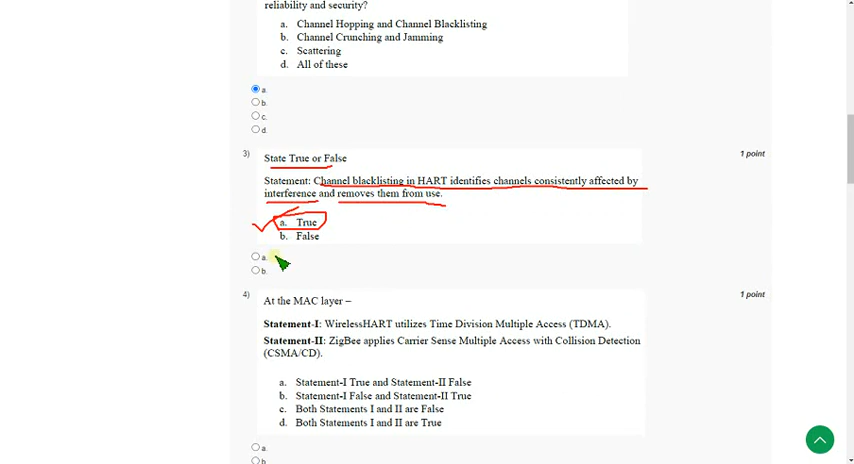 reliability and security?
a. Channel Hopping and Channel Blacklisting
b. Channel Crunching and Jamming
c. Scattering
d. All of these
a.
b.
c.
d.
3) State True or False 1 point
Statement: Channel blacklisting in HART identifies channels consistently affected by
interference and removes them from use.
a. True
b. False
a.
b.
4) At the MAC layer – 1 point
Statement-I: WirelessHART utilizes Time Division Multiple Access (TDMA).
Statement-II: ZigBee applies Carrier Sense Multiple Access with Collision Detection
(CSMA/CD).
a. Statement-I True and Statement-II False
b. Statement-I False and Statement-II True
c. Both Statements I and II are False
d. Both Statements I and II are True
a.
b.